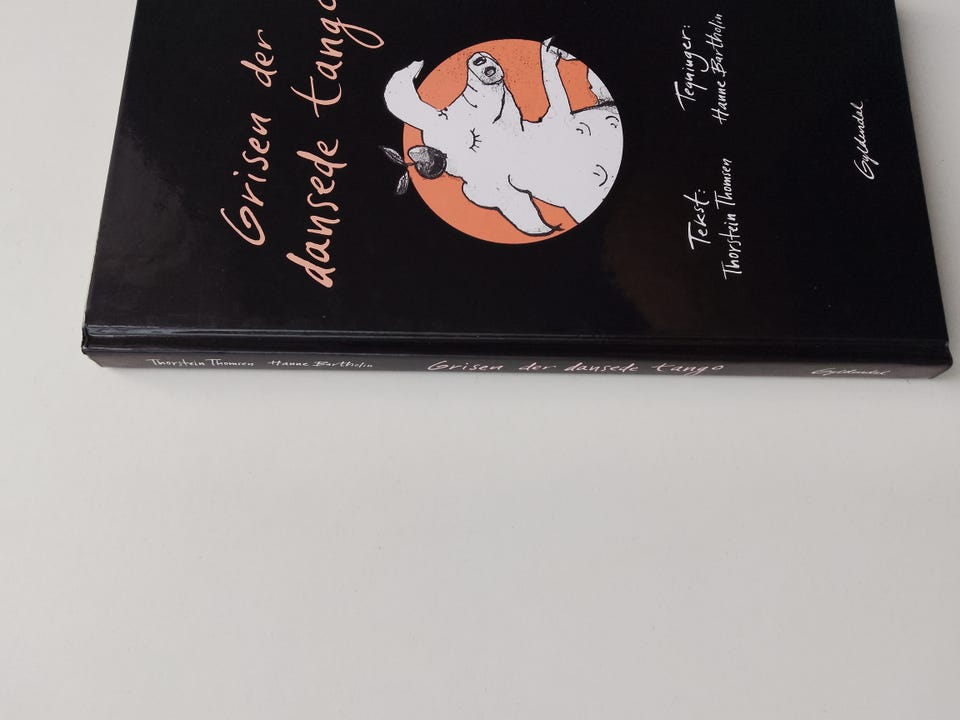 Grisen der
dansede tango
Tekst:
Thorstein Thomsen
Tegninger:
Hanne Bartholin
Gyldendal
Thorstein Thomsen Hanne Bartholin Grisen der dansede tango Gyldendal